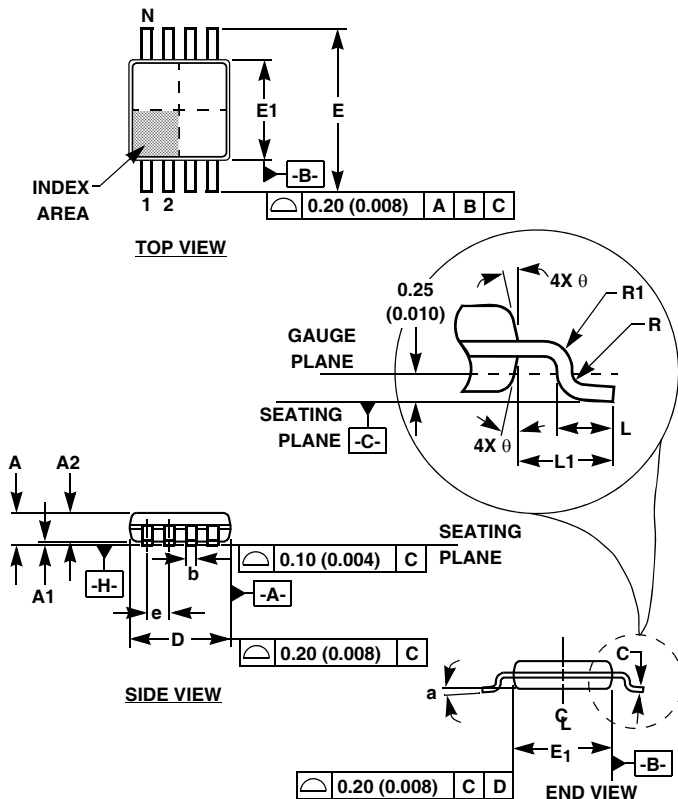 N
E1
E
-B-
INDEX
AREA
1 2
0.20 (0.008) A B C
TOP VIEW
0.25
(0.010)
4X θ
R1
R
GAUGE
PLANE
SEATING
PLANE
-C-
4X θ
L
L1
A
A2
SEATING
PLANE
A1
-H-
b
0.10 (0.004) C
e
-A-
D
0.20 (0.008) C
SIDE VIEW
C
a
CL
E1
-B-
0.20 (0.008) C D
END VIEW